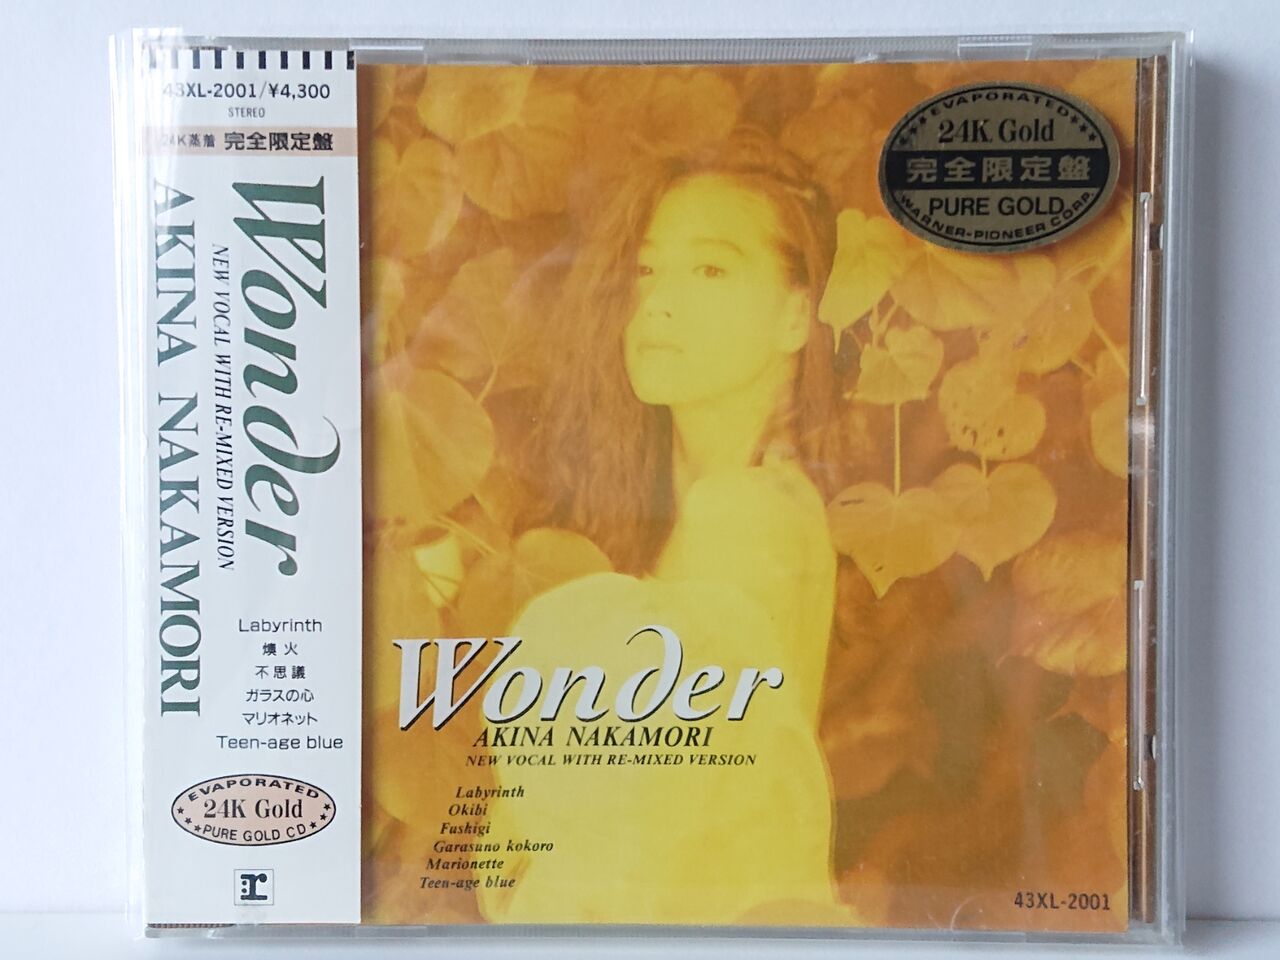 43XL-2001/¥4,300
STEREO
24K蒸着 完全限定盤
Wonder
NEW VOCAL WITH RE-MIXED VERSION
AKINA NAKAMORI
Labyrinth
燠火
不思議
ガラスの心
マリオネット
Teen-age blue
EVAPORATED
24K Gold
PURE GOLD CD
r
EVAPORATED
24K Gold
完全限定盤
PURE GOLD
WARNER-PIONEER CORP.
Wonder
AKINA NAKAMORI
NEW VOCAL WITH RE-MIXED VERSION
Labyrinth
Okibi
Fushigi
Garasuno kokoro
Marionette
Teen-age blue
43XL-2001